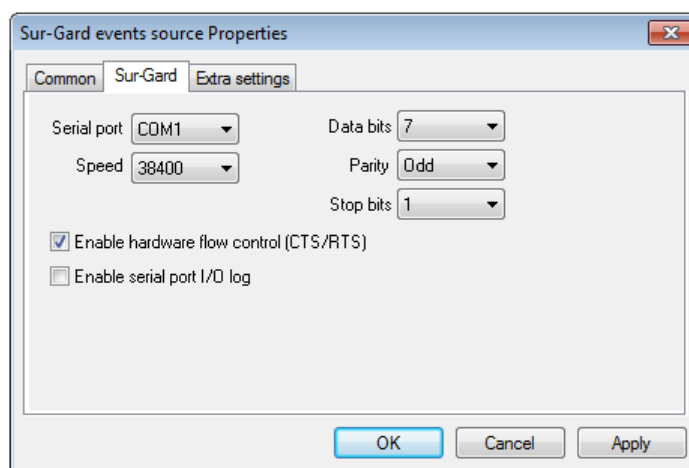 Sur-Gard events source Properties
Common Sur-Gard Extra settings
Serial port COM1 Data bits 7
Speed 38400 Parity Odd
Stop bits 1
Enable hardware flow control (CTS/RTS)
Enable serial port I/O log
OK Cancel Apply